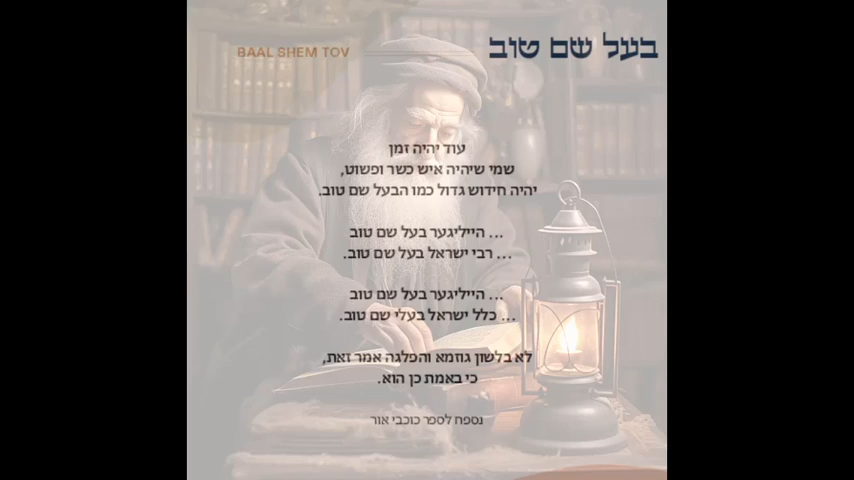 בעל שם טוב
BAAL SHEM TOV
עוד יהיה זמן
שמי שיהיה איש כשר ופשוט,
יהיה חידוש גדול כמו הבעל שם טוב.
... הייליגער בעל שם טוב
... רבי ישראל בעל שם טוב.
... הייליגער בעל שם טוב
... כלל ישראל בעלי שם טוב.
לא בלשון גוזמא והפלגה אמר זאת,
כי באמת כן הוא.
נספח לספר כוכבי אור